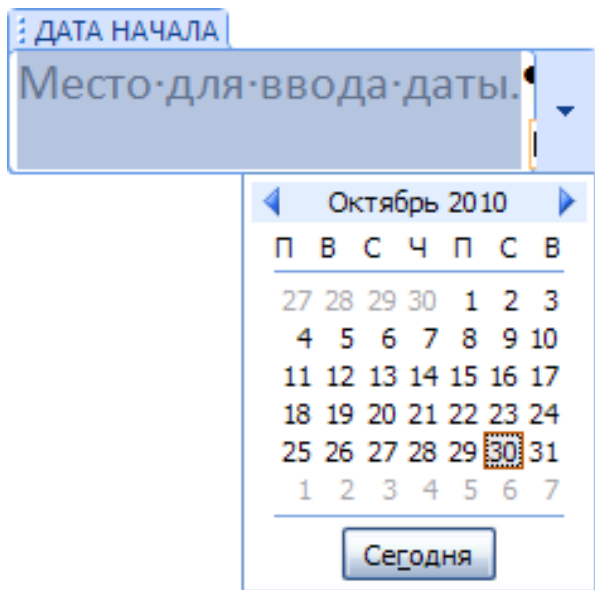 ДАТА НАЧАЛА
Место·для·ввода·даты.
Октябрь 2010
П В С Ч П С В
27 28 29 30 1 2 3
4 5 6 7 8 9 10
11 12 13 14 15 16 17
18 19 20 21 22 23 24
25 26 27 28 29 30 31
1 2 3 4 5 6 7
Сегодня